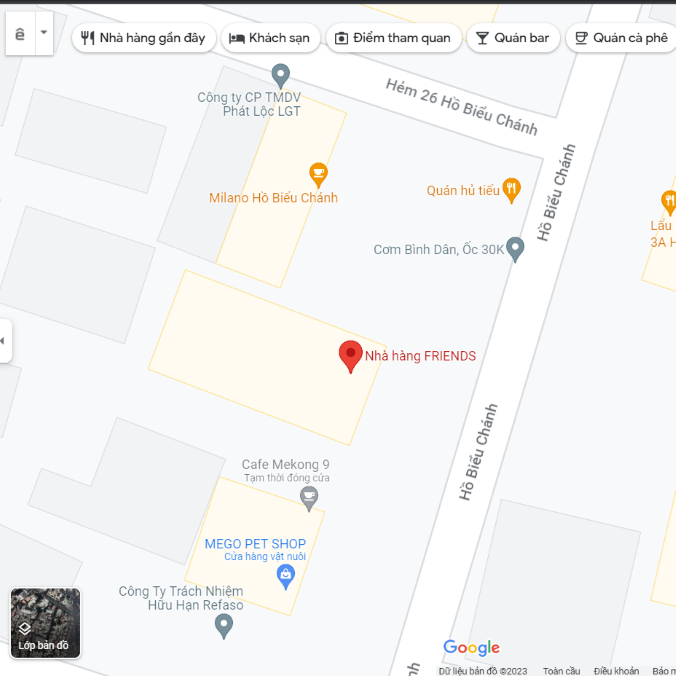 ê
Nhà hàng gần đây
Khách sạn
Điểm tham quan
Quán bar
Quán cà phê
Công ty CP TMDV
Phát Lộc LGT
Hẻm 26 Hồ Biểu Chánh
Milano Hồ Biểu Chánh
Quán hủ tiếu
Hồ Biểu Chánh
Lẩu
3A H
Cơm Bình Dân, Ốc 30K
Nhà hàng FRIENDS
Hồ Biểu Chánh
Cafe Mekong 9
Tạm thời đóng cửa
MEGO PET SHOP
Cửa hàng vật nuôi
Công Ty Trách Nhiệm
Hữu Hạn Refaso
Lớp bản đồ
Google
Dữ liệu bản đồ ©2023
Toàn cầu
Điều khoản
Bảo m